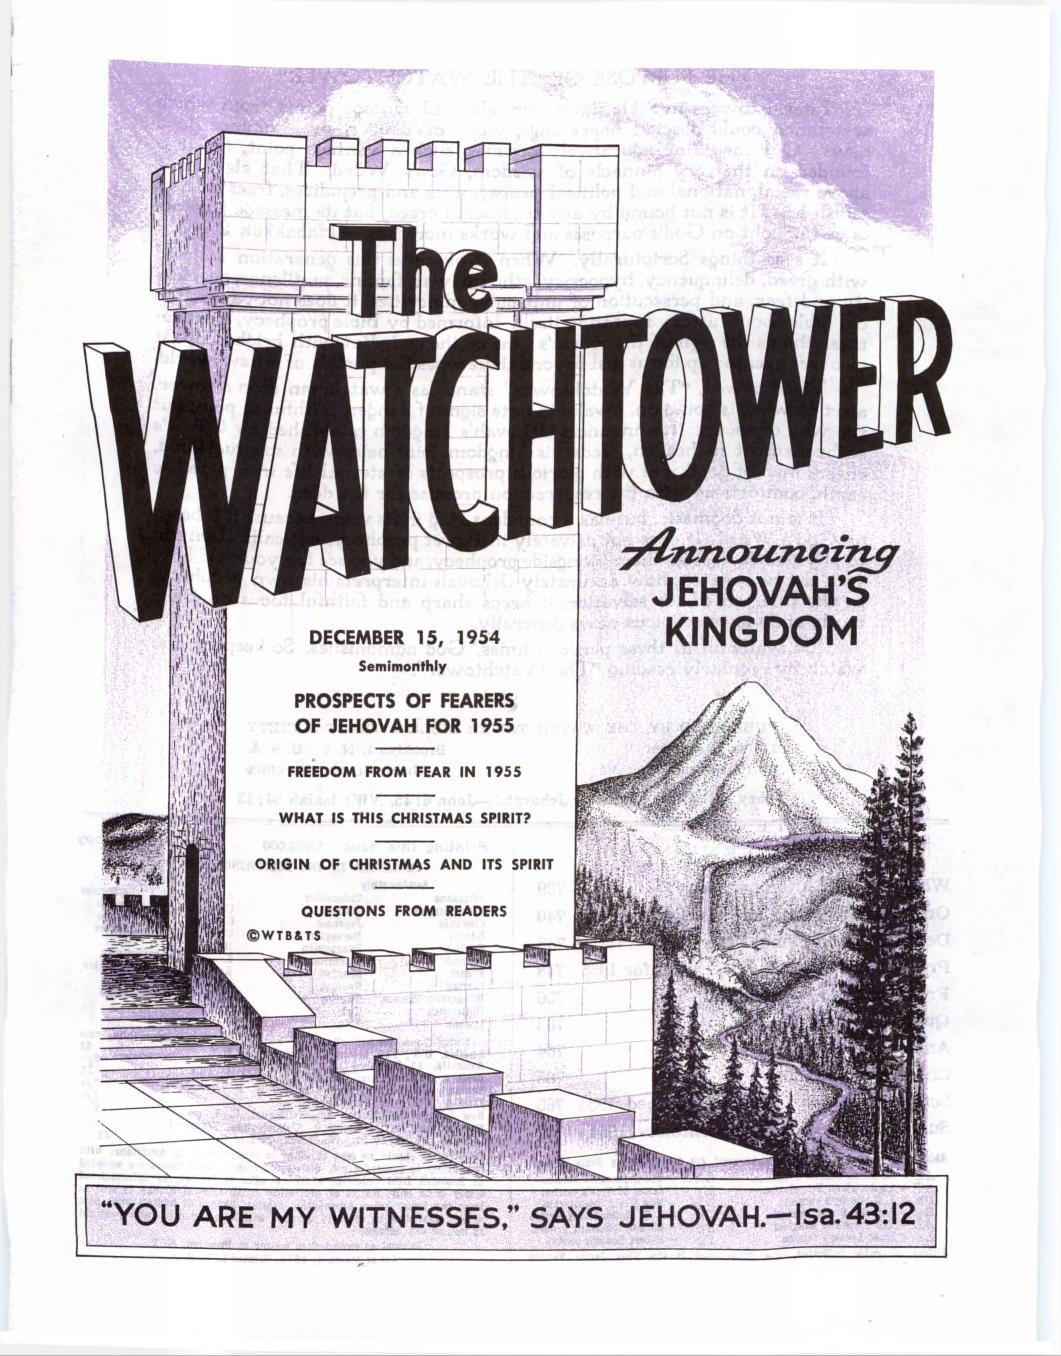 The
WATCHTOWER
Announcing
JEHOVAH'S
KINGDOM
DECEMBER 15, 1954
Semimonthly
PROSPECTS OF FEARERS
OF JEHOVAH FOR 1955
FREEDOM FROM FEAR IN 1955
WHAT IS THIS CHRISTMAS SPIRIT?
ORIGIN OF CHRISTMAS AND ITS SPIRIT
QUESTIONS FROM READERS
©WTB&TS
"YOU ARE MY WITNESSES," SAYS JEHOVAH.—Isa. 43:12